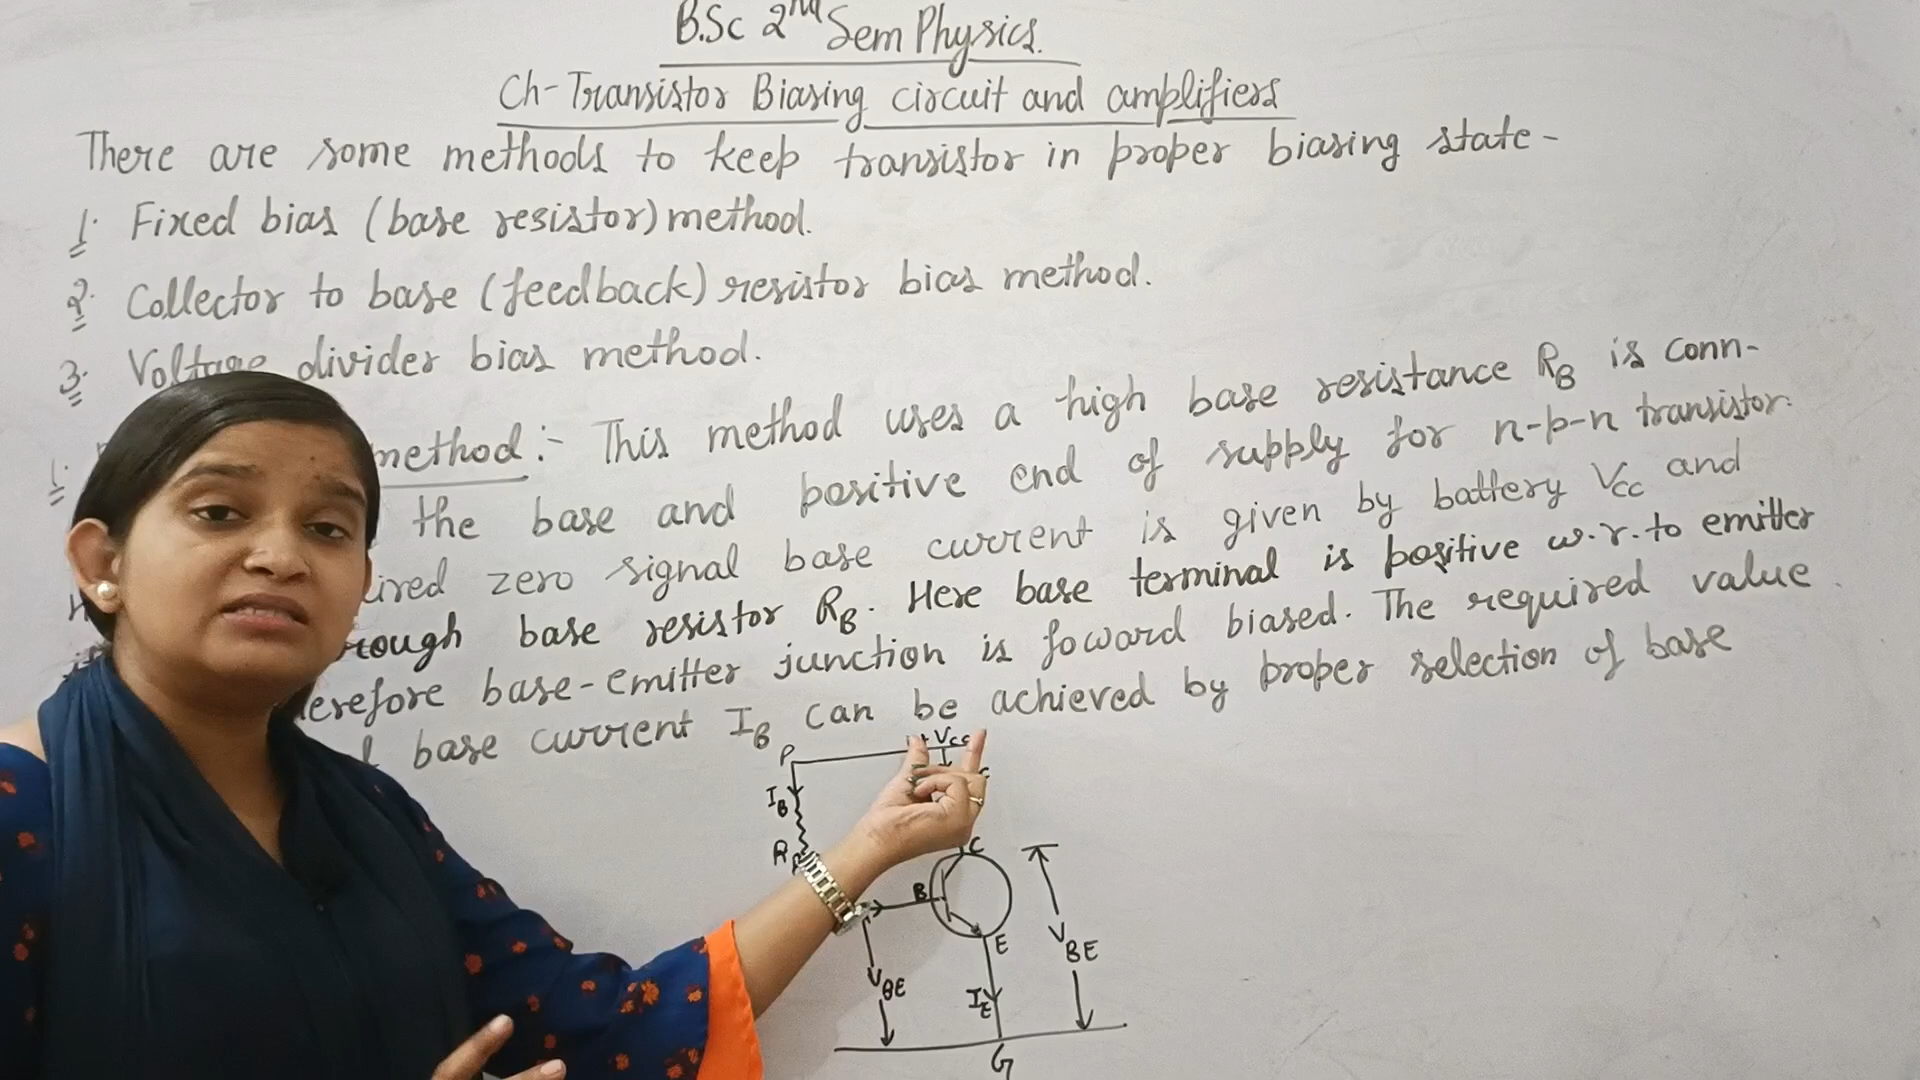 B.Sc 2nd Sem Physics.
Ch-Transistor Biasing circuit and amplifiers
There are some methods to keep transistor in proper biasing state -
1. Fixed bias (base resistor) method.
2. Collector to base (feedback) resistor bias method.
3. Voltage divider bias method.
1. method :- This method uses a high base resistance RB is conn-
the base and positive end of supply for n-p-n transistor.
zero signal base current is given by battery Vcc and
base resistor RB. Here base terminal is positive w.r.to emitter
base-emitter junction is foward biased. The required value
base current IB can be achieved by proper selection of base
P +Vcc
IB
C
B
E
VBE
VBE
IE
G